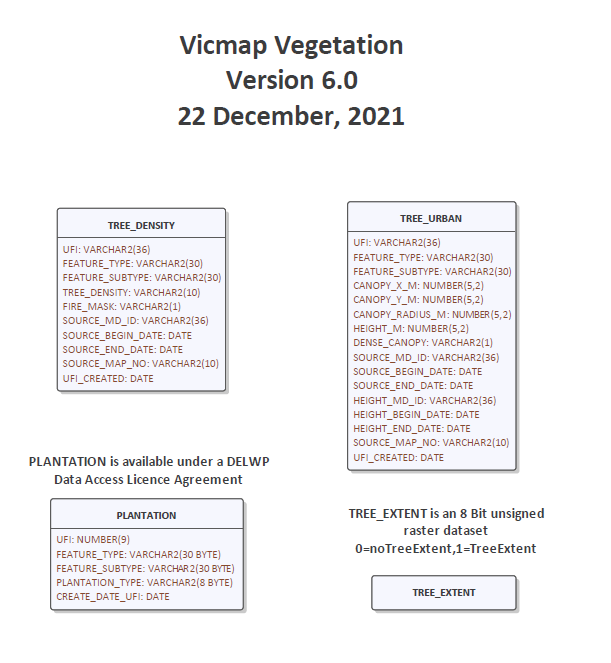 Vicmap Vegetation
Version 6.0
22 December, 2021
TREE_DENSITY
UFI: VARCHAR2(36)
FEATURE_TYPE: VARCHAR2(30)
FEATURE_SUBTYPE: VARCHAR2(30)
TREE_DENSITY: VARCHAR2(10)
FIRE_MASK: VARCHAR2(1)
SOURCE_MD_ID: VARCHAR2(36)
SOURCE_BEGIN_DATE: DATE
SOURCE_END_DATE: DATE
SOURCE_MAP_NO: VARCHAR2(10)
UFI_CREATED: DATE
TREE_URBAN
UFI: VARCHAR2(36)
FEATURE_TYPE: VARCHAR2(30)
FEATURE_SUBTYPE: VARCHAR2(30)
CANOPY_X_M: NUMBER(5,2)
CANOPY_Y_M: NUMBER(5,2)
CANOPY_RADIUS_M: NUMBER(5,2)
HEIGHT_M: NUMBER(5,2)
DENSE_CANOPY: VARCHAR2(1)
SOURCE_MD_ID: VARCHAR2(36)
SOURCE_BEGIN_DATE: DATE
SOURCE_END_DATE: DATE
HEIGHT_MD_ID: VARCHAR2(36)
HEIGHT_BEGIN_DATE: DATE
HEIGHT_END_DATE: DATE
SOURCE_MAP_NO: VARCHAR2(10)
UFI_CREATED: DATE
PLANTATION is available under a DELWP
Data Access Licence Agreement
PLANTATION
UFI: NUMBER(9)
FEATURE_TYPE: VARCHAR2(30 BYTE)
FEATURE_SUBTYPE: VARCHAR2(30 BYTE)
PLANTATION_TYPE: VARCHAR2(8 BYTE)
CREATE_DATE_UFI: DATE
TREE_EXTENT is an 8 Bit unsigned
raster dataset
0=noTreeExtent,1=TreeExtent
TREE_EXTENT